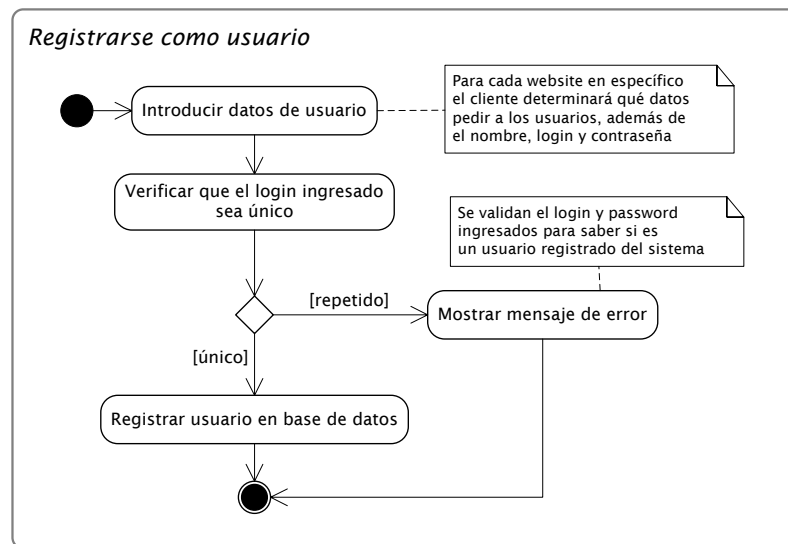 Registrarse como usuario
Introducir datos de usuario
Para cada website en específico
el cliente determinará qué datos
pedir a los usuarios, además de
el nombre, login y contraseña
Verificar que el login ingresado
sea único
Se validan el login y password
ingresados para saber si es
un usuario registrado del sistema
[repetido]
Mostrar mensaje de error
[único]
Registrar usuario en base de datos